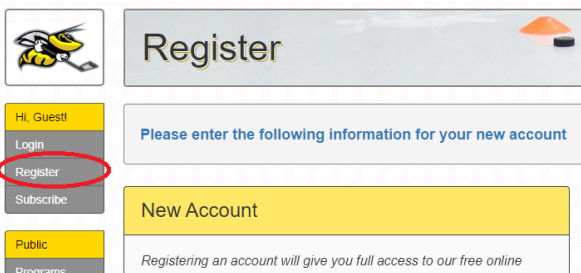 Register
Hi, Guest!
Login
Register
Subscribe
Public
Programs
Please enter the following information for your new account
New Account
Registering an account will give you full access to our free online